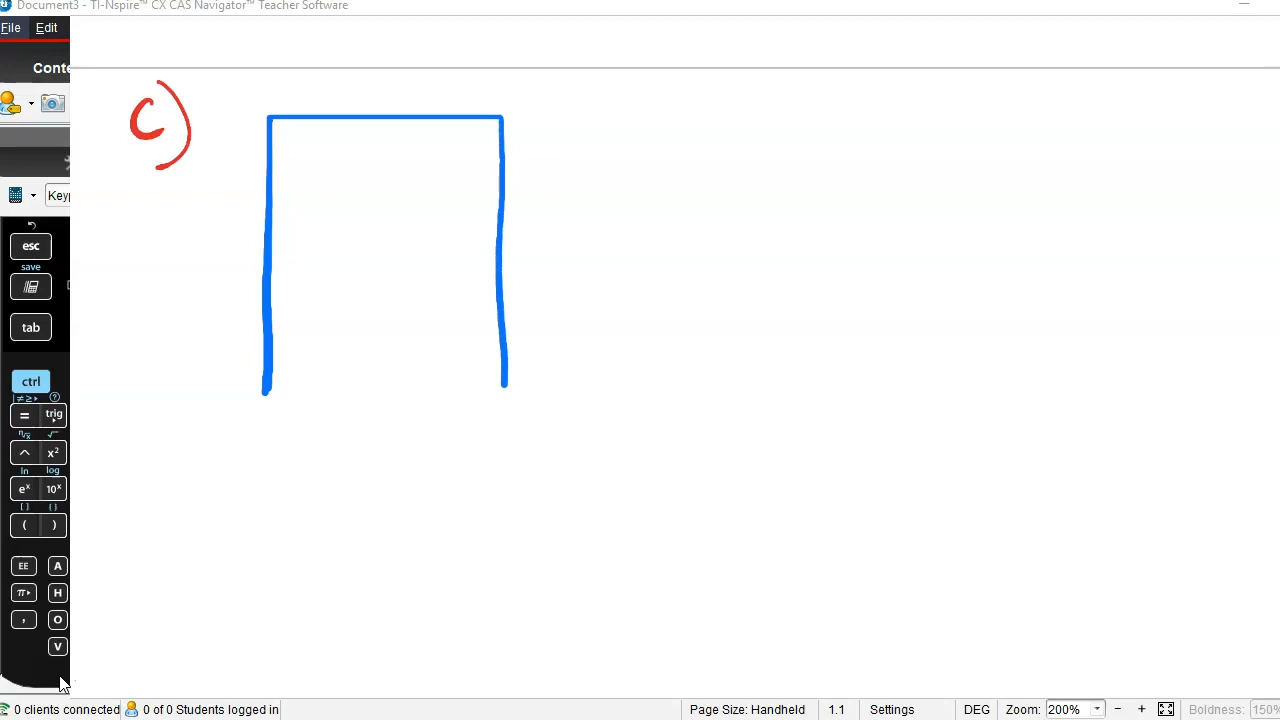 Document3 - TI-Nspire™ CX CAS Navigator™ Teacher Software
File Edit
Conte
C)
Keyp
esc
save
tab
ctrl
= trig
ln log
^ x²
eˣ 10ˣ
[ ] { }
( )
EE A
π H
, O
V
0 clients connected 0 of 0 Students logged in Page Size: Handheld 1.1 Settings DEG Zoom: 200% - + Boldness: 150%